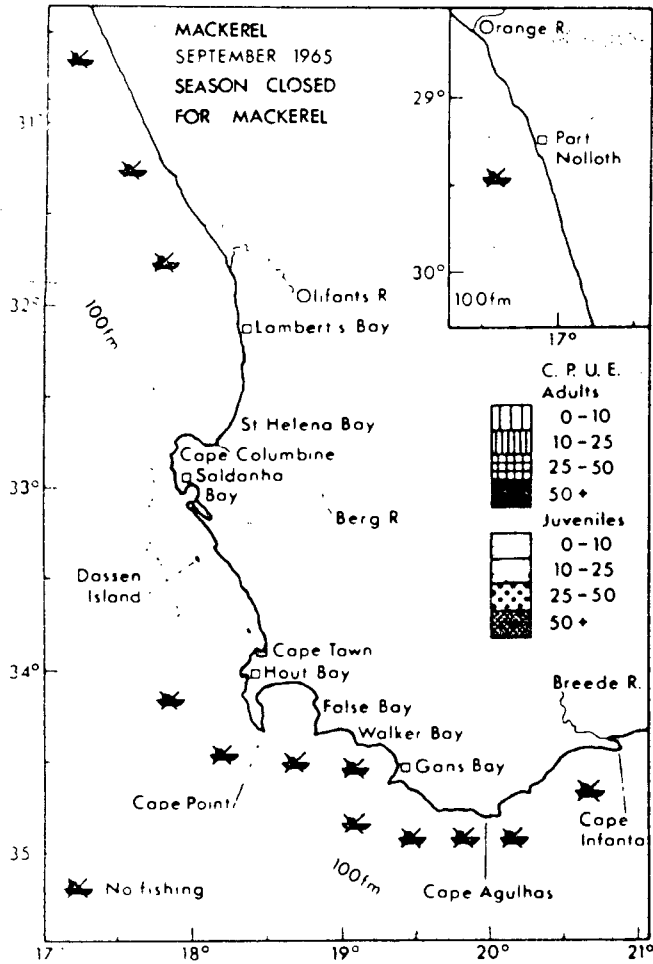 MACKEREL
SEPTEMBER 1965
SEASON CLOSED
FOR MACKEREL
Orange R.
29°
Part
Nolloth
30°
100fm
17°
31°
32°
33°
34°
35
100fm
Olifants R
Lambert s Bay
St Helena Bay
Cape Columbine
Saldanha
Bay
Berg R
Dassen
Island
Cape Town
Hout Bay
False Bay
Walker Bay
Gans Bay
Breede R.
Cape Point
Cape
Infanta
100fm
Cape Agulhas
No fishing
C. P. U. E.
Adults
0-10
10-25
25-50
50+
Juveniles
0-10
10-25
25-50
50+
17
18°
19°
20°
21°